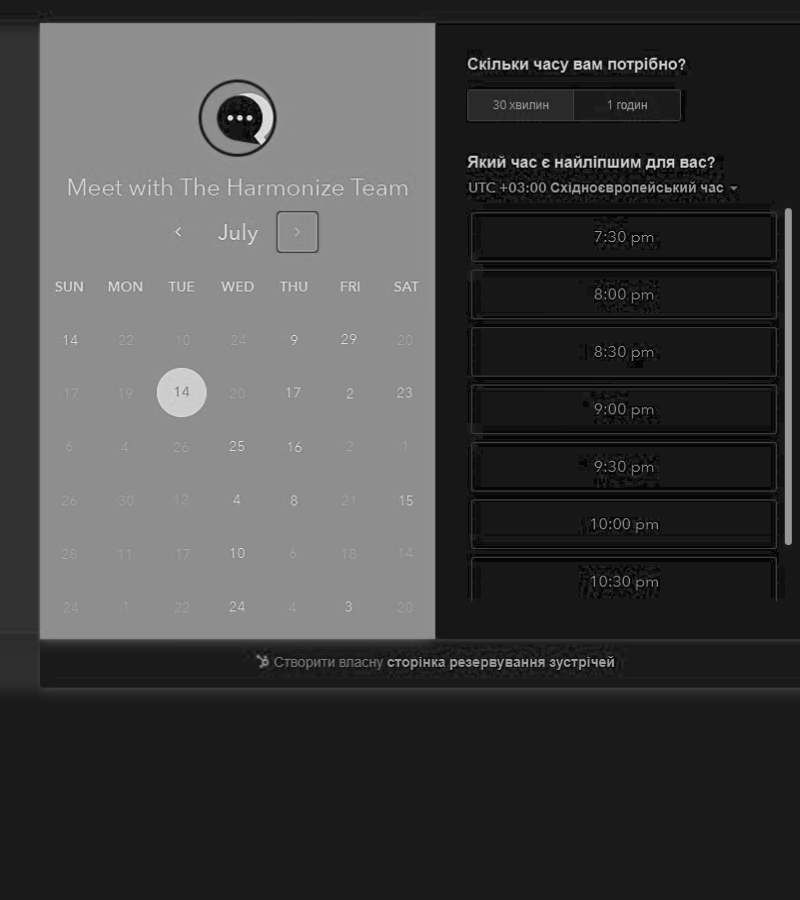 Meet with The Harmonize Team
July
SUN MON TUE WED THU FRI SAT
14 22 10 24 9 29 20
17 19 14 20 17 2 23
6 4 26 25 16 2 1
26 30 12 4 8 21 15
28 11 17 10 6 18 14
24 1 22 24 4 3 20
Скільки часу вам потрібно?
30 хвилин 1 годин
Який час є найліпшим для вас?
UTC +03:00 Східноєвропейський час
7:30 pm
8:00 pm
8:30 pm
9:00 pm
9:30 pm
10:00 pm
10:30 pm
Створити власну сторінка резервування зустрічей